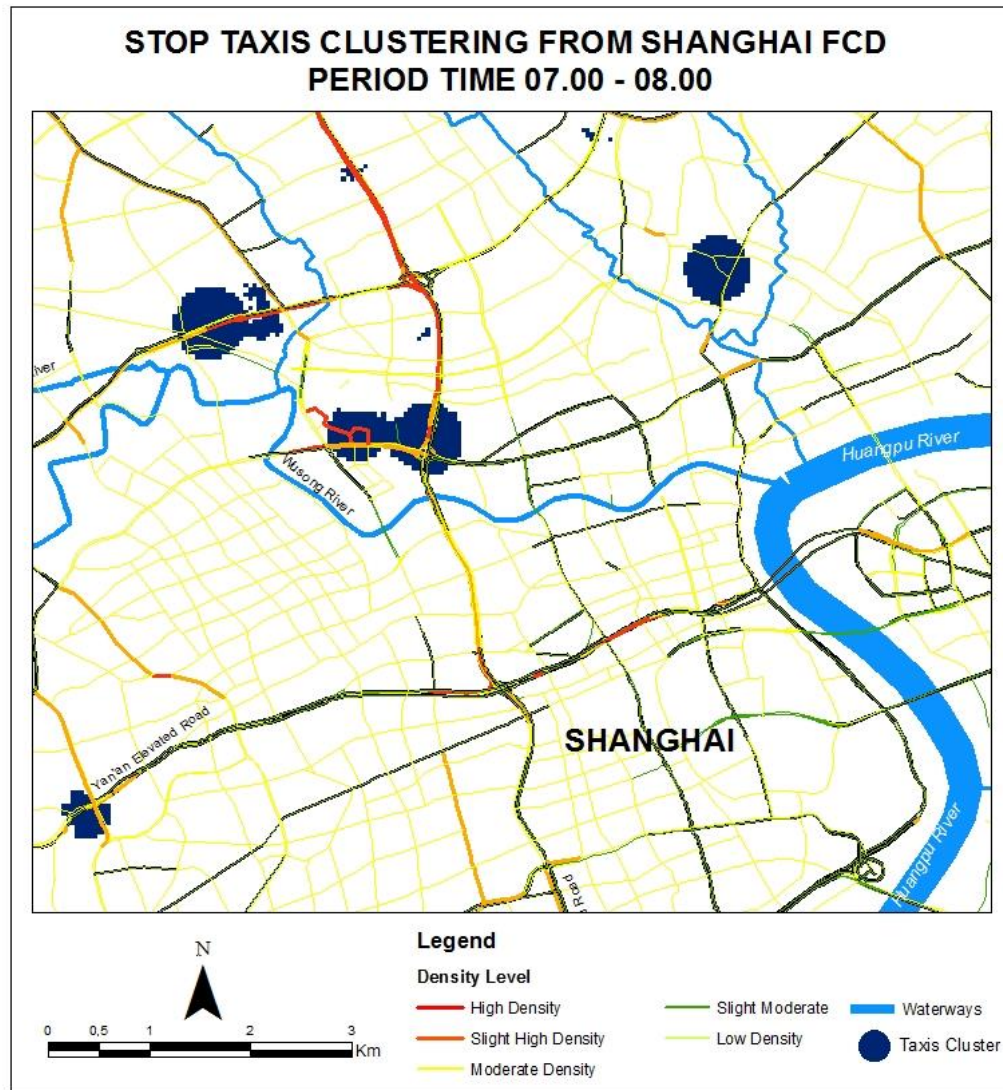 STOP TAXIS CLUSTERING FROM SHANGHAI FCD
PERIOD TIME 07.00 - 08.00
Huangpu River
Wusong River
Yan'an Elevated Road
SHANGHAI
Road
Huangpu River
N
0 0,5 1 2 3
Km
Legend
Density Level
High Density
Slight High Density
Moderate Density
Slight Moderate
Low Density
Waterways
Taxis Cluster